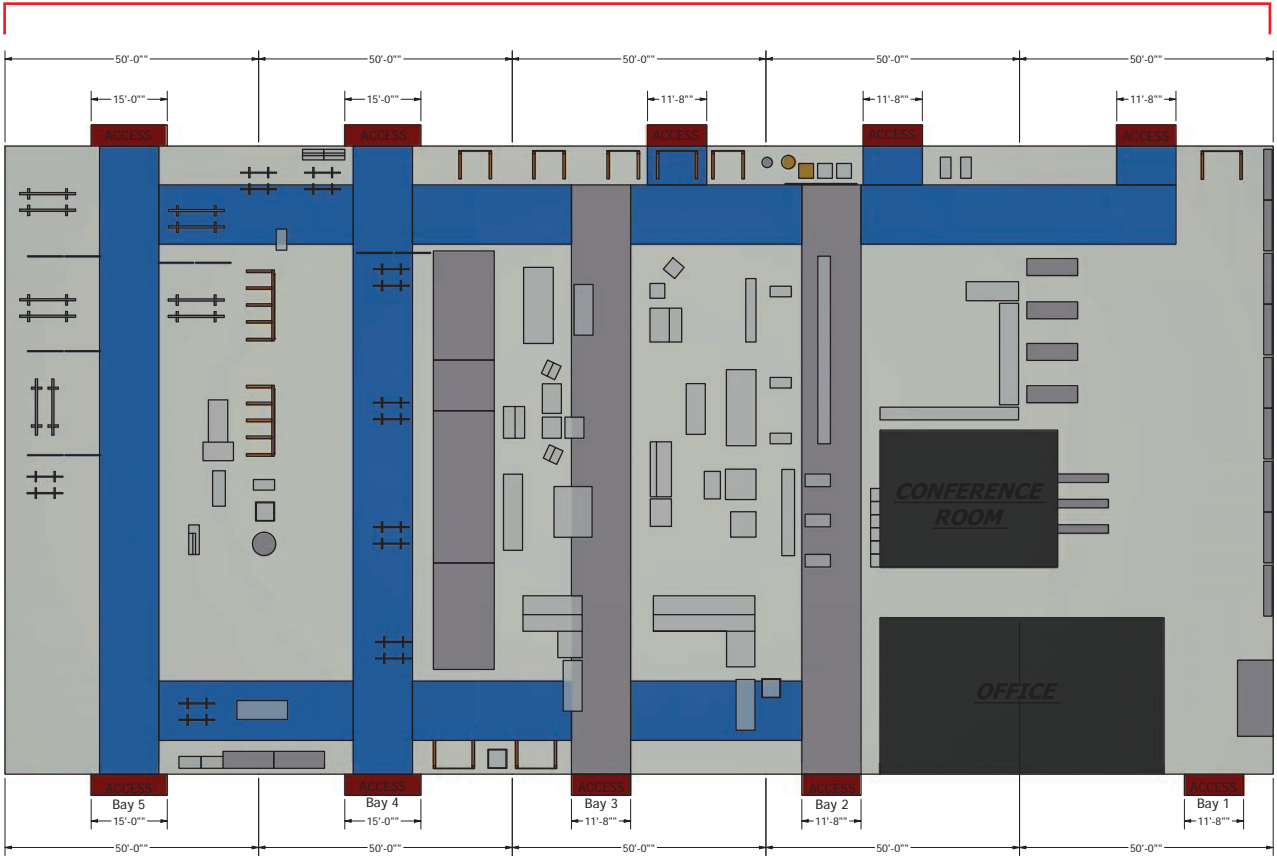 50'-0"" 50'-0"" 50'-0"" 50'-0"" 50'-0""
15'-0"" 15'-0"" 11'-8"" 11'-8"" 11'-8""
ACCESS ACCESS ACCESS ACCESS ACCESS
CONFERENCE
ROOM
OFFICE
ACCESS ACCESS ACCESS ACCESS ACCESS
Bay 5 Bay 4 Bay 3 Bay 2 Bay 1
15'-0"" 15'-0"" 11'-8"" 11'-8"" 11'-8""
50'-0"" 50'-0"" 50'-0"" 50'-0"" 50'-0""